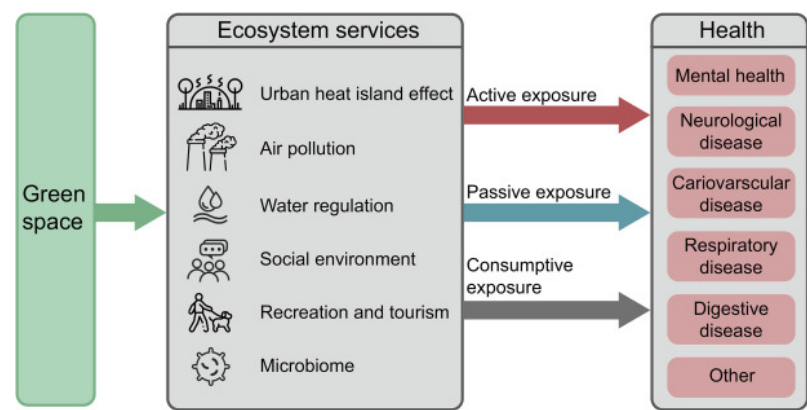 Ecosystem services
Health
Green
space
Urban heat island effect
Air pollution
Water regulation
Social environment
Recreation and tourism
Microbiome
Active exposure
Passive exposure
Consumptive
exposure
Mental health
Neurological
disease
Cariovarscular
disease
Respiratory
disease
Digestive
disease
Other